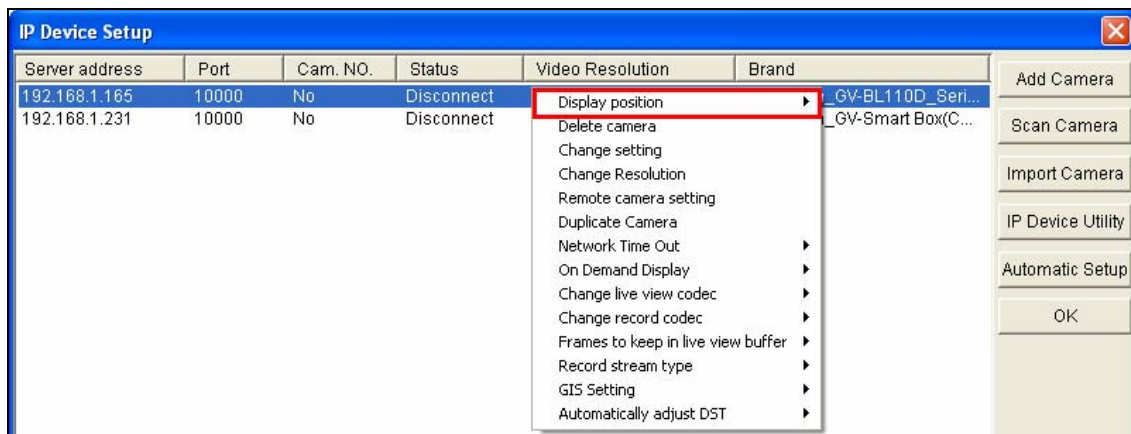 IP Device Setup
Server address Port Cam. NO. Status Video Resolution Brand
192.168.1.165 10000 No Disconnect _GV-BL110D_Seri...
192.168.1.231 10000 No Disconnect _GV-Smart Box(C...
Display position
Delete camera
Change setting
Change Resolution
Remote camera setting
Duplicate Camera
Network Time Out
On Demand Display
Change live view codec
Change record codec
Frames to keep in live view buffer
Record stream type
GIS Setting
Automatically adjust DST
Add Camera
Scan Camera
Import Camera
IP Device Utility
Automatic Setup
OK